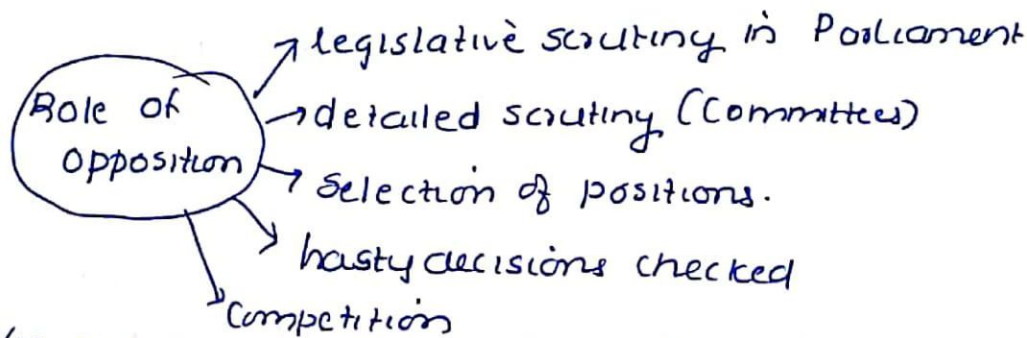 Role of
opposition
legislative scrutiny in Parliament
detailed scrutiny (Committees)
Selection of positions.
hasty decisions checked
Competition